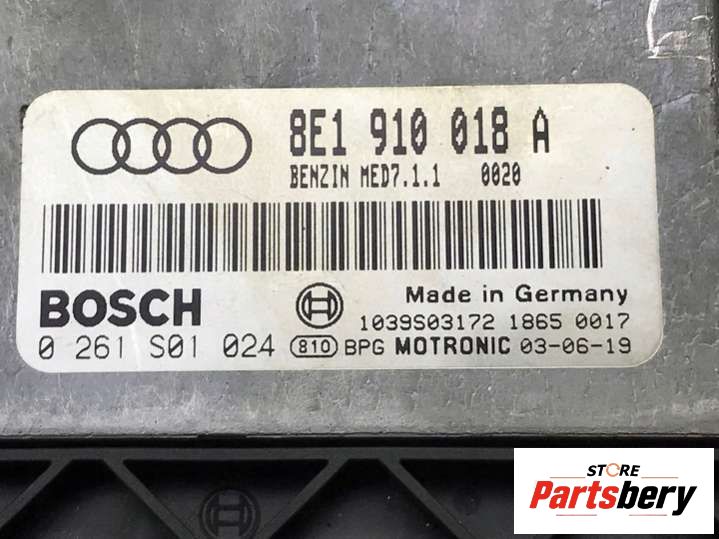 8E1 910 018 A
BENZIN MED7.1.1 0020
BOSCH
Made in Germany
1039S03172 1865 0017
0 261 S01 024 810 BPG MOTRONIC 03-06-19
STORE
Partsbery